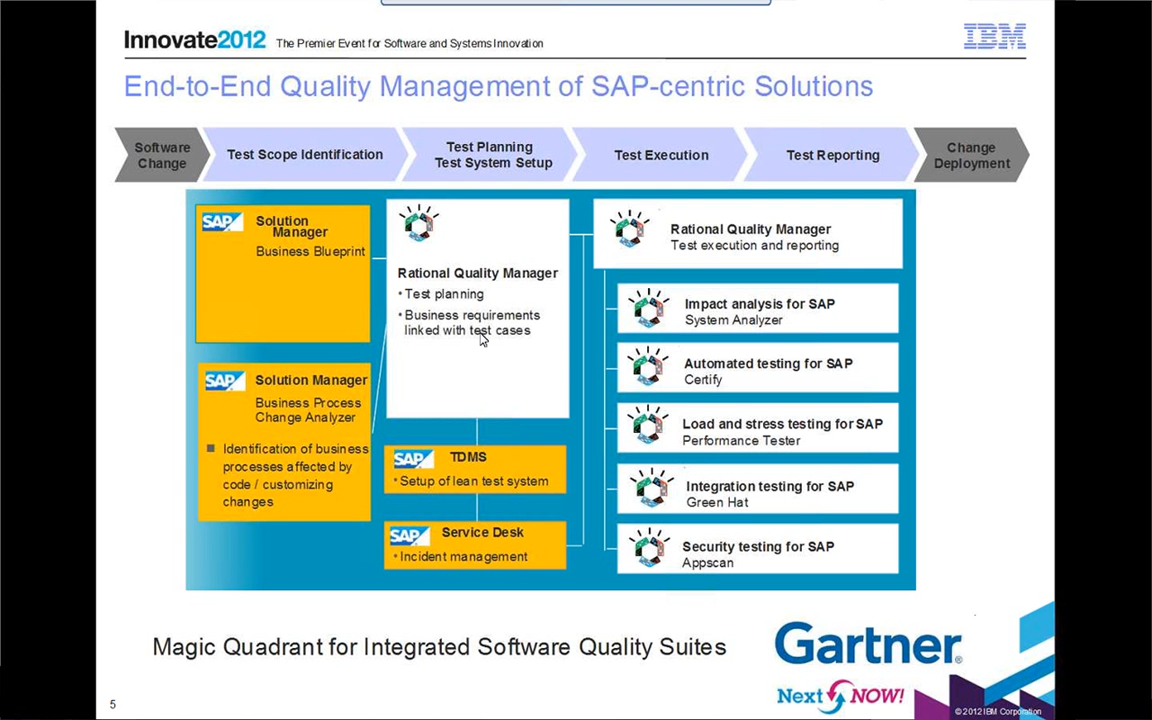 Innovate2012 The Premier Event for Software and Systems Innovation
IBM
End-to-End Quality Management of SAP-centric Solutions
Software
Change
Test Scope Identification
Test Planning
Test System Setup
Test Execution
Test Reporting
Change
Deployment
SAP
Solution
Manager
Business Blueprint
SAP
Solution Manager
Business Process
Change Analyzer
■ Identification of business
processes affected by
code / customizing
changes
Rational Quality Manager
• Test planning
• Business requirements
linked with test cases
SAP
TDMS
• Setup of lean test system
SAP
Service Desk
• Incident management
Rational Quality Manager
Test execution and reporting
Impact analysis for SAP
System Analyzer
Automated testing for SAP
Certify
Load and stress testing for SAP
Performance Tester
Integration testing for SAP
Green Hat
Security testing for SAP
Appscan
Magic Quadrant for Integrated Software Quality Suites
Gartner®
Next NOW!
5
© 2012 IBM Corporation